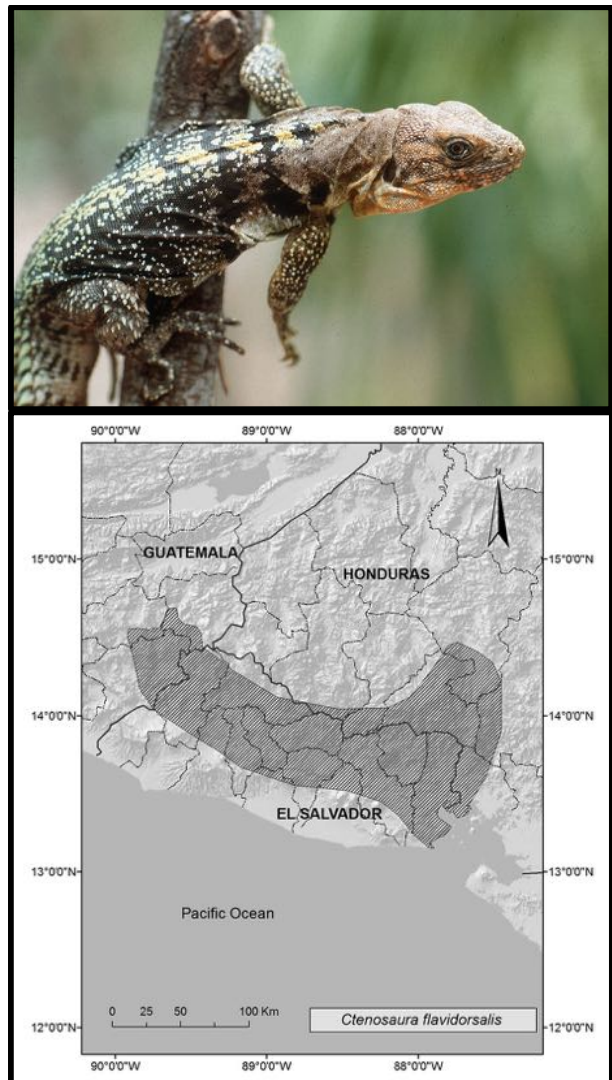 90°0'0"W 89°0'0"W 88°0'0"W
N
15°0'0"N 15°0'0"N
GUATEMALA
HONDURAS
14°0'0"N 14°0'0"N
EL SALVADOR
13°0'0"N 13°0'0"N
Pacific Ocean
0 25 50 100 Km
Ctenosaura flavidorsalis
12°0'0"N 12°0'0"N
90°0'0"W 89°0'0"W 88°0'0"W